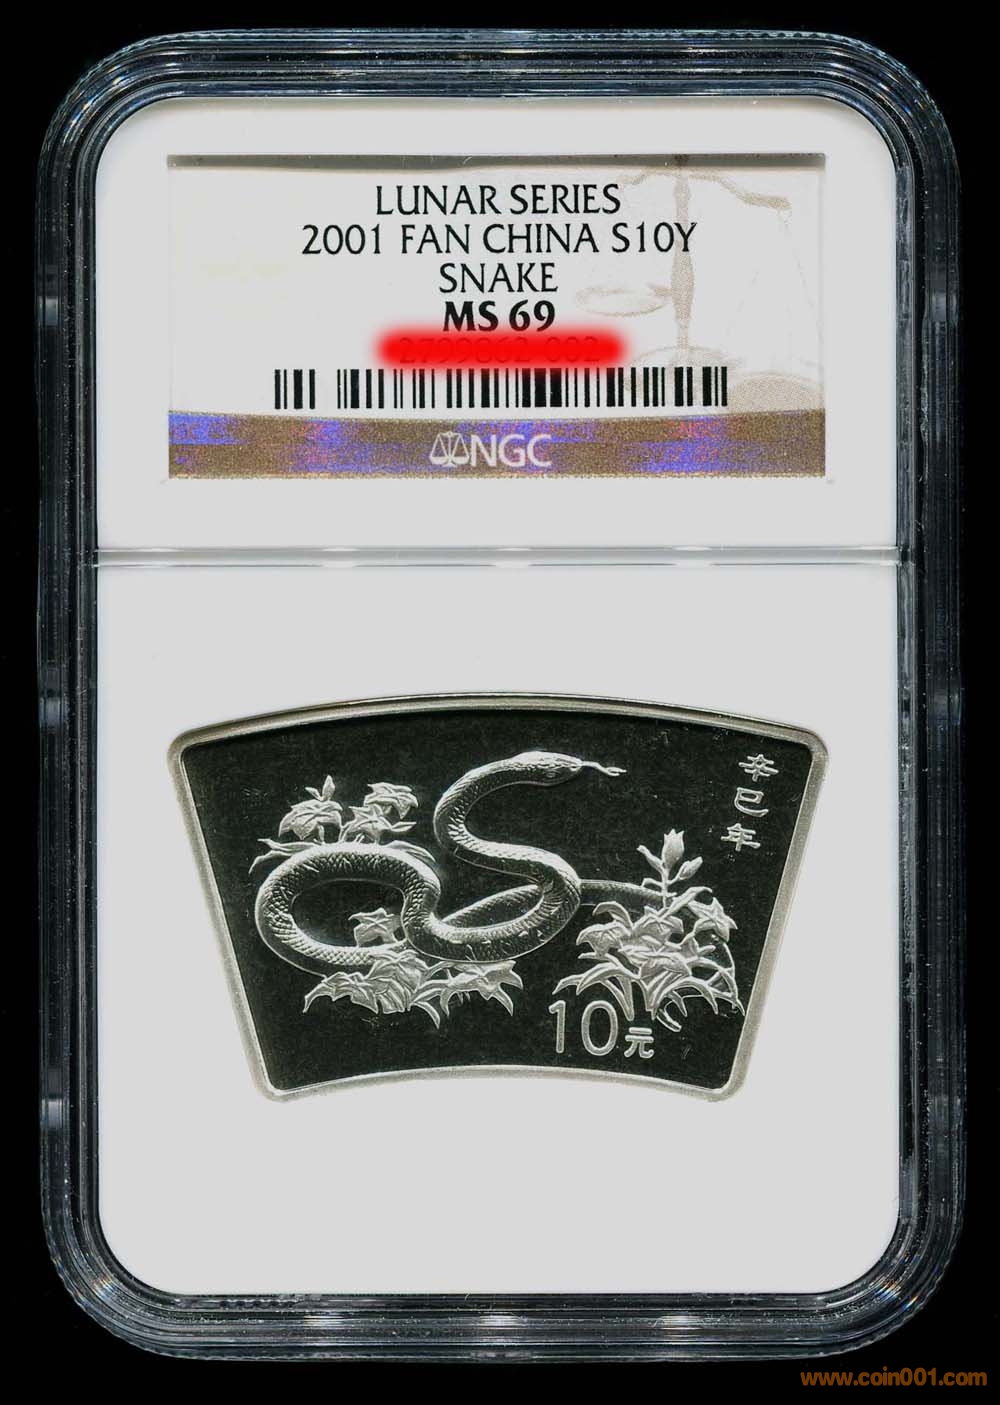 LUNAR SERIES
2001 FAN CHINA S10Y
SNAKE
MS 69
NGC
辛巳年
10元
www.coin001.com